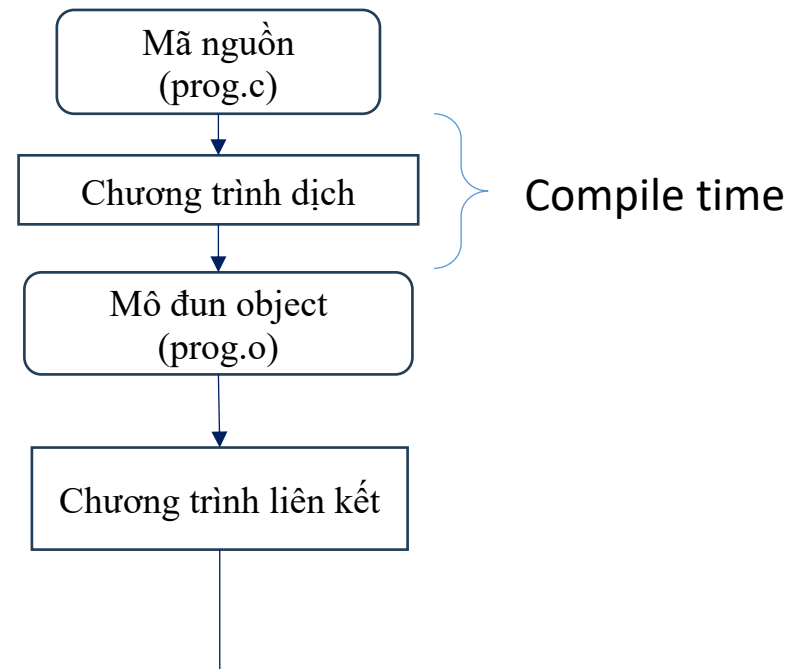 Mã nguồn
(prog.c)
Chương trình dịch
Compile time
Mô đun object
(prog.o)
Chương trình liên kết